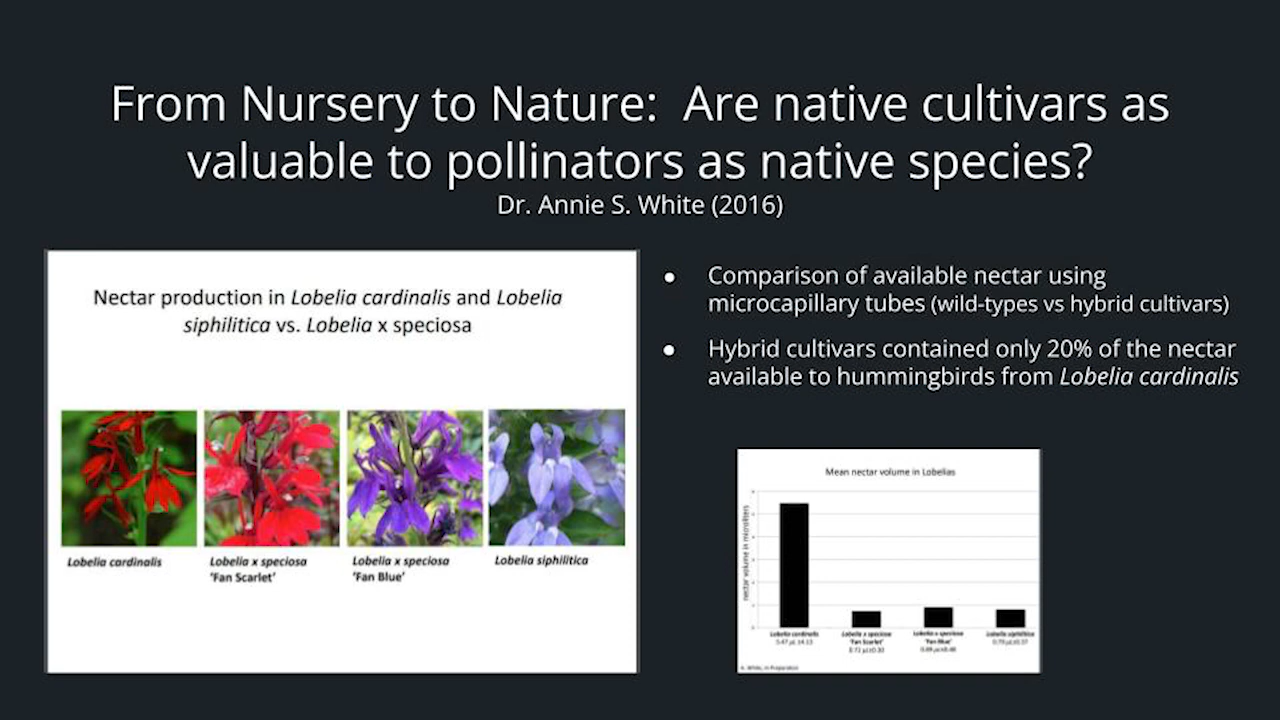 From Nursery to Nature: Are native cultivars as
valuable to pollinators as native species?
Dr. Annie S. White (2016)
Nectar production in Lobelia cardinalis and Lobelia
siphilitica vs. Lobelia x speciosa
Lobelia cardinalis
Lobelia x speciosa
'Fan Scarlet'
Lobelia x speciosa
'Fan Blue'
Lobelia siphilitica
● Comparison of available nectar using
microcapillary tubes (wild-types vs hybrid cultivars)
● Hybrid cultivars contained only 20% of the nectar
available to hummingbirds from Lobelia cardinalis
Mean nectar volume in Lobelias
nectar volume in microliters
Lobelia cardinalis
Lobelia x speciosa
'Fan Scarlet'
Lobelia x speciosa
'Fan Blue'
Lobelia siphilitica
A. White, in Preparation